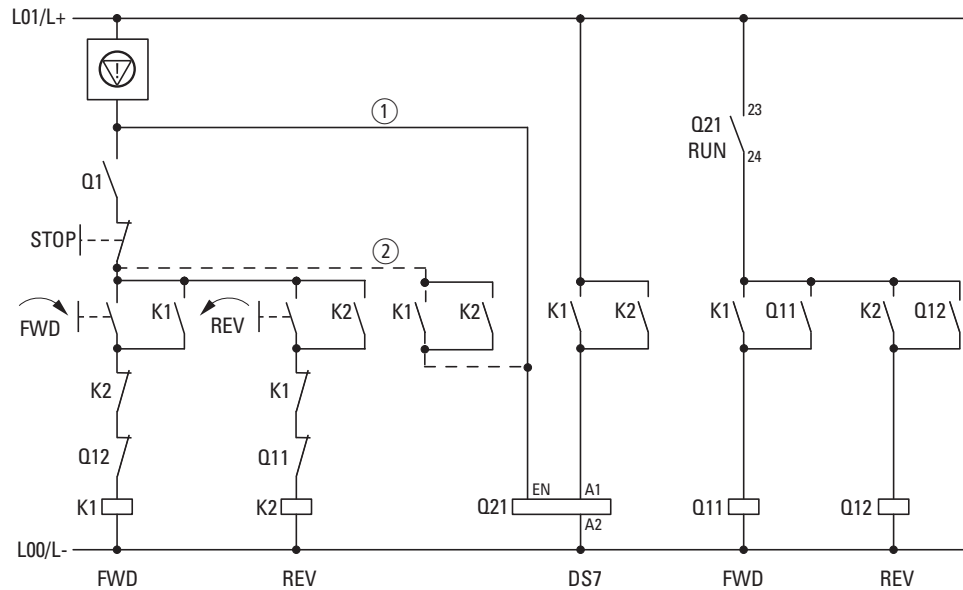 L01/L+
!
1
23
Q21
RUN
24
Q1
STOP
2
FWD
K1
REV
K2
K1
K2
K1
K2
K1
Q11
K2
Q12
K2
K1
Q12
Q11
EN
A1
K1
K2
Q21
Q11
Q12
A2
L00/L-
FWD
REV
DS7
FWD
REV